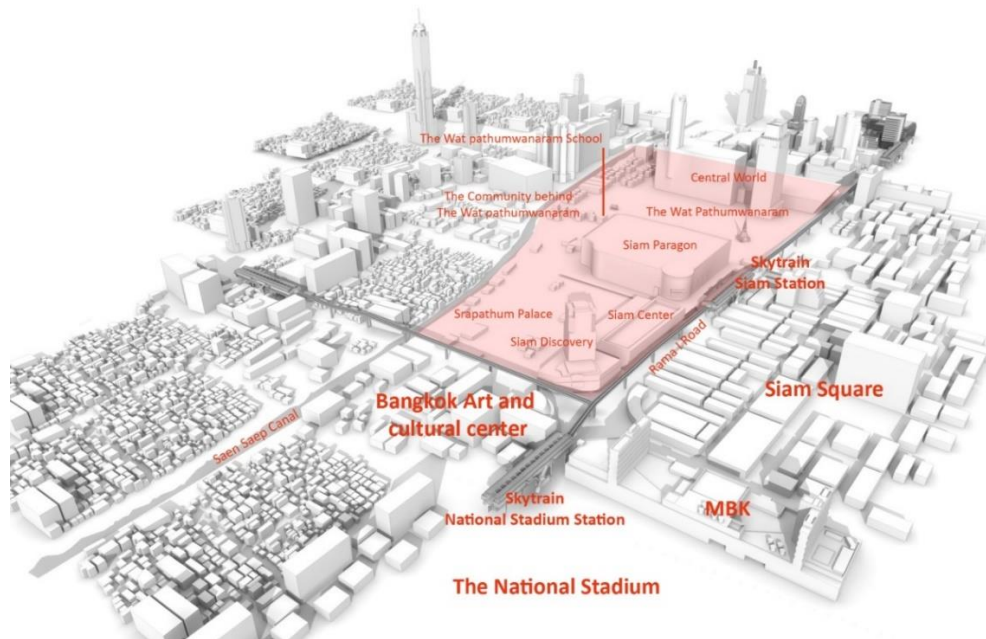 The Wat pathumwanaram School
Central World
The Community behind
The Wat pathumwanaram
The Wat Pathumwanaram
Siam Paragon
Skytrain
Siam Station
Srapathum Palace
Siam Center
Siam Discovery
Rama I Road
Bangkok Art and
cultural center
Siam Square
Saen Saep Canal
Skytrain
National Stadium Station
MBK
The National Stadium